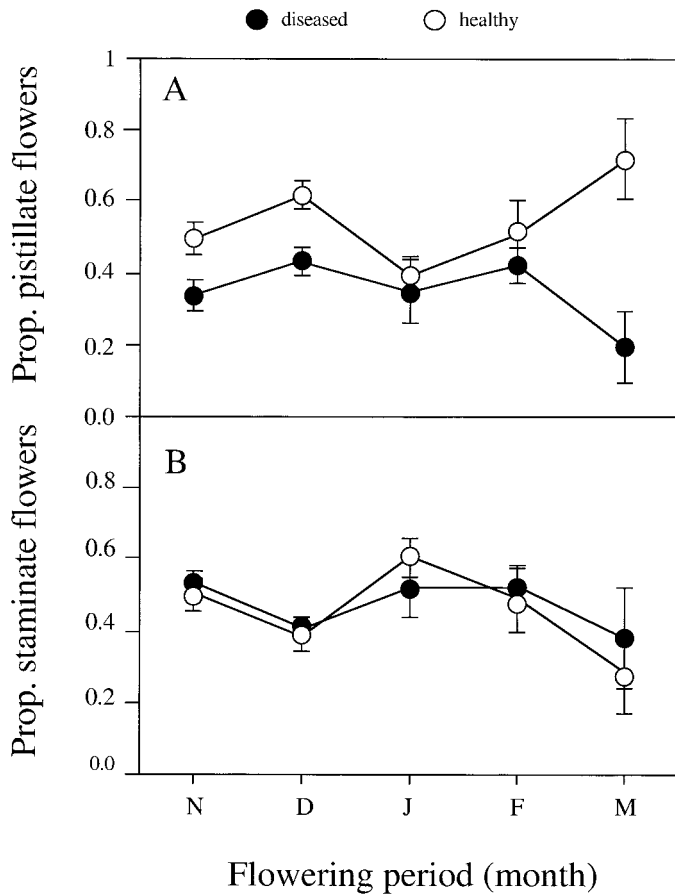 diseased healthy
1
A
0.8
0.6
0.4
0.2
0.0
Prop. pistillate flowers
B
0.8
0.6
0.4
0.2
0.0
Prop. staminate flowers
N D J F M
Flowering period (month)